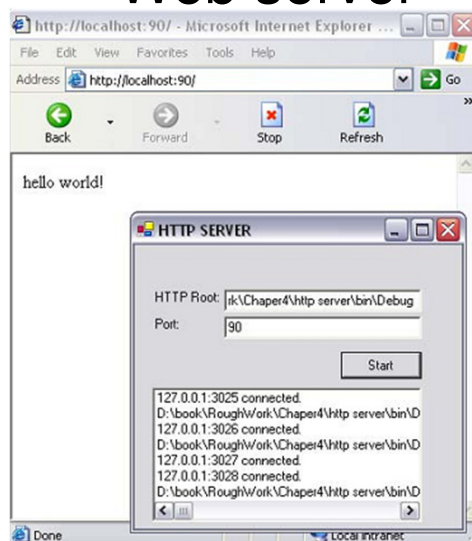 Web server
http://localhost:90/ - Microsoft Internet Explorer ...
File Edit View Favorites Tools Help
Address http://localhost:90/ Go
Back Forward Stop Refresh
hello world!
HTTP SERVER
HTTP Root: rk\Chaper4\http server\bin\Debug
Port: 90
Start
127.0.0.1:3025 connected.
D:\book\RoughWork\Chaper4\http server\bin\D
127.0.0.1:3026 connected.
D:\book\RoughWork\Chaper4\http server\bin\D
127.0.0.1:3027 connected.
127.0.0.1:3028 connected.
D:\book\RoughWork\Chaper4\http server\bin\D
Done Local intranet